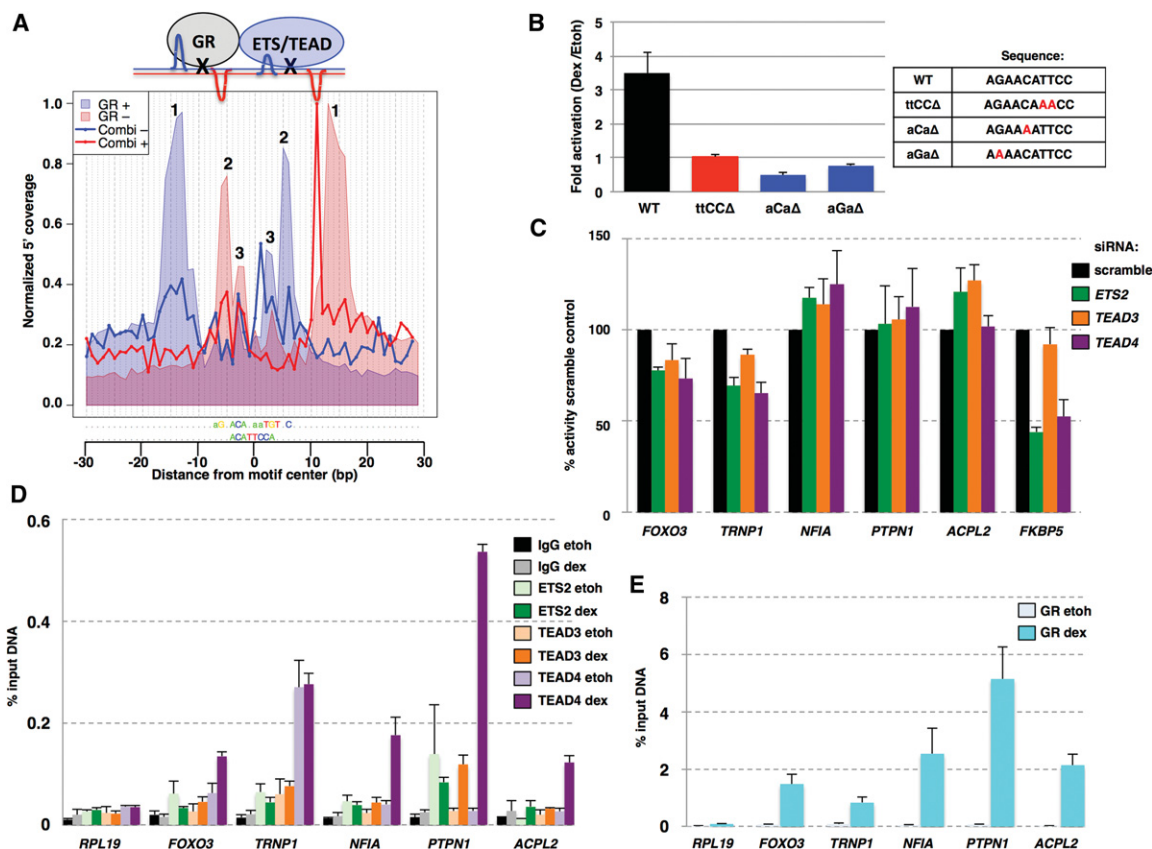 A
GR
ETS/TEAD
X
X
GR +
GR –
Combi –
Combi +
1
2
3
3
2
1
Normalized 5' coverage
1.0
0.8
0.6
0.4
0.2
0.0
aG.ACA.aaTGT.C
ACATTCCA
-30
-20
-10
0
10
20
30
Distance from motif center (bp)
B
Fold activation (Dex /Etoh)
5
4
3
2
1
0
WT
ttCCΔ
aCaΔ
aGaΔ
Sequence:
WT AGAACATTCC
ttCCΔ AGAACAAACC
aCaΔ AGAAAATTCC
aGaΔ AAAACATTCC
C
% activity scramble control
150
100
50
0
siRNA:
scramble
ETS2
TEAD3
TEAD4
FOXO3
TRNP1
NFIA
PTPN1
ACPL2
FKBP5
D
% input DNA
0.6
0.4
0.2
0
IgG etoh
IgG dex
ETS2 etoh
ETS2 dex
TEAD3 etoh
TEAD3 dex
TEAD4 etoh
TEAD4 dex
RPL19
FOXO3
TRNP1
NFIA
PTPN1
ACPL2
E
% input DNA
8
6
4
2
0
GR etoh
GR dex
RPL19
FOXO3
TRNP1
NFIA
PTPN1
ACPL2